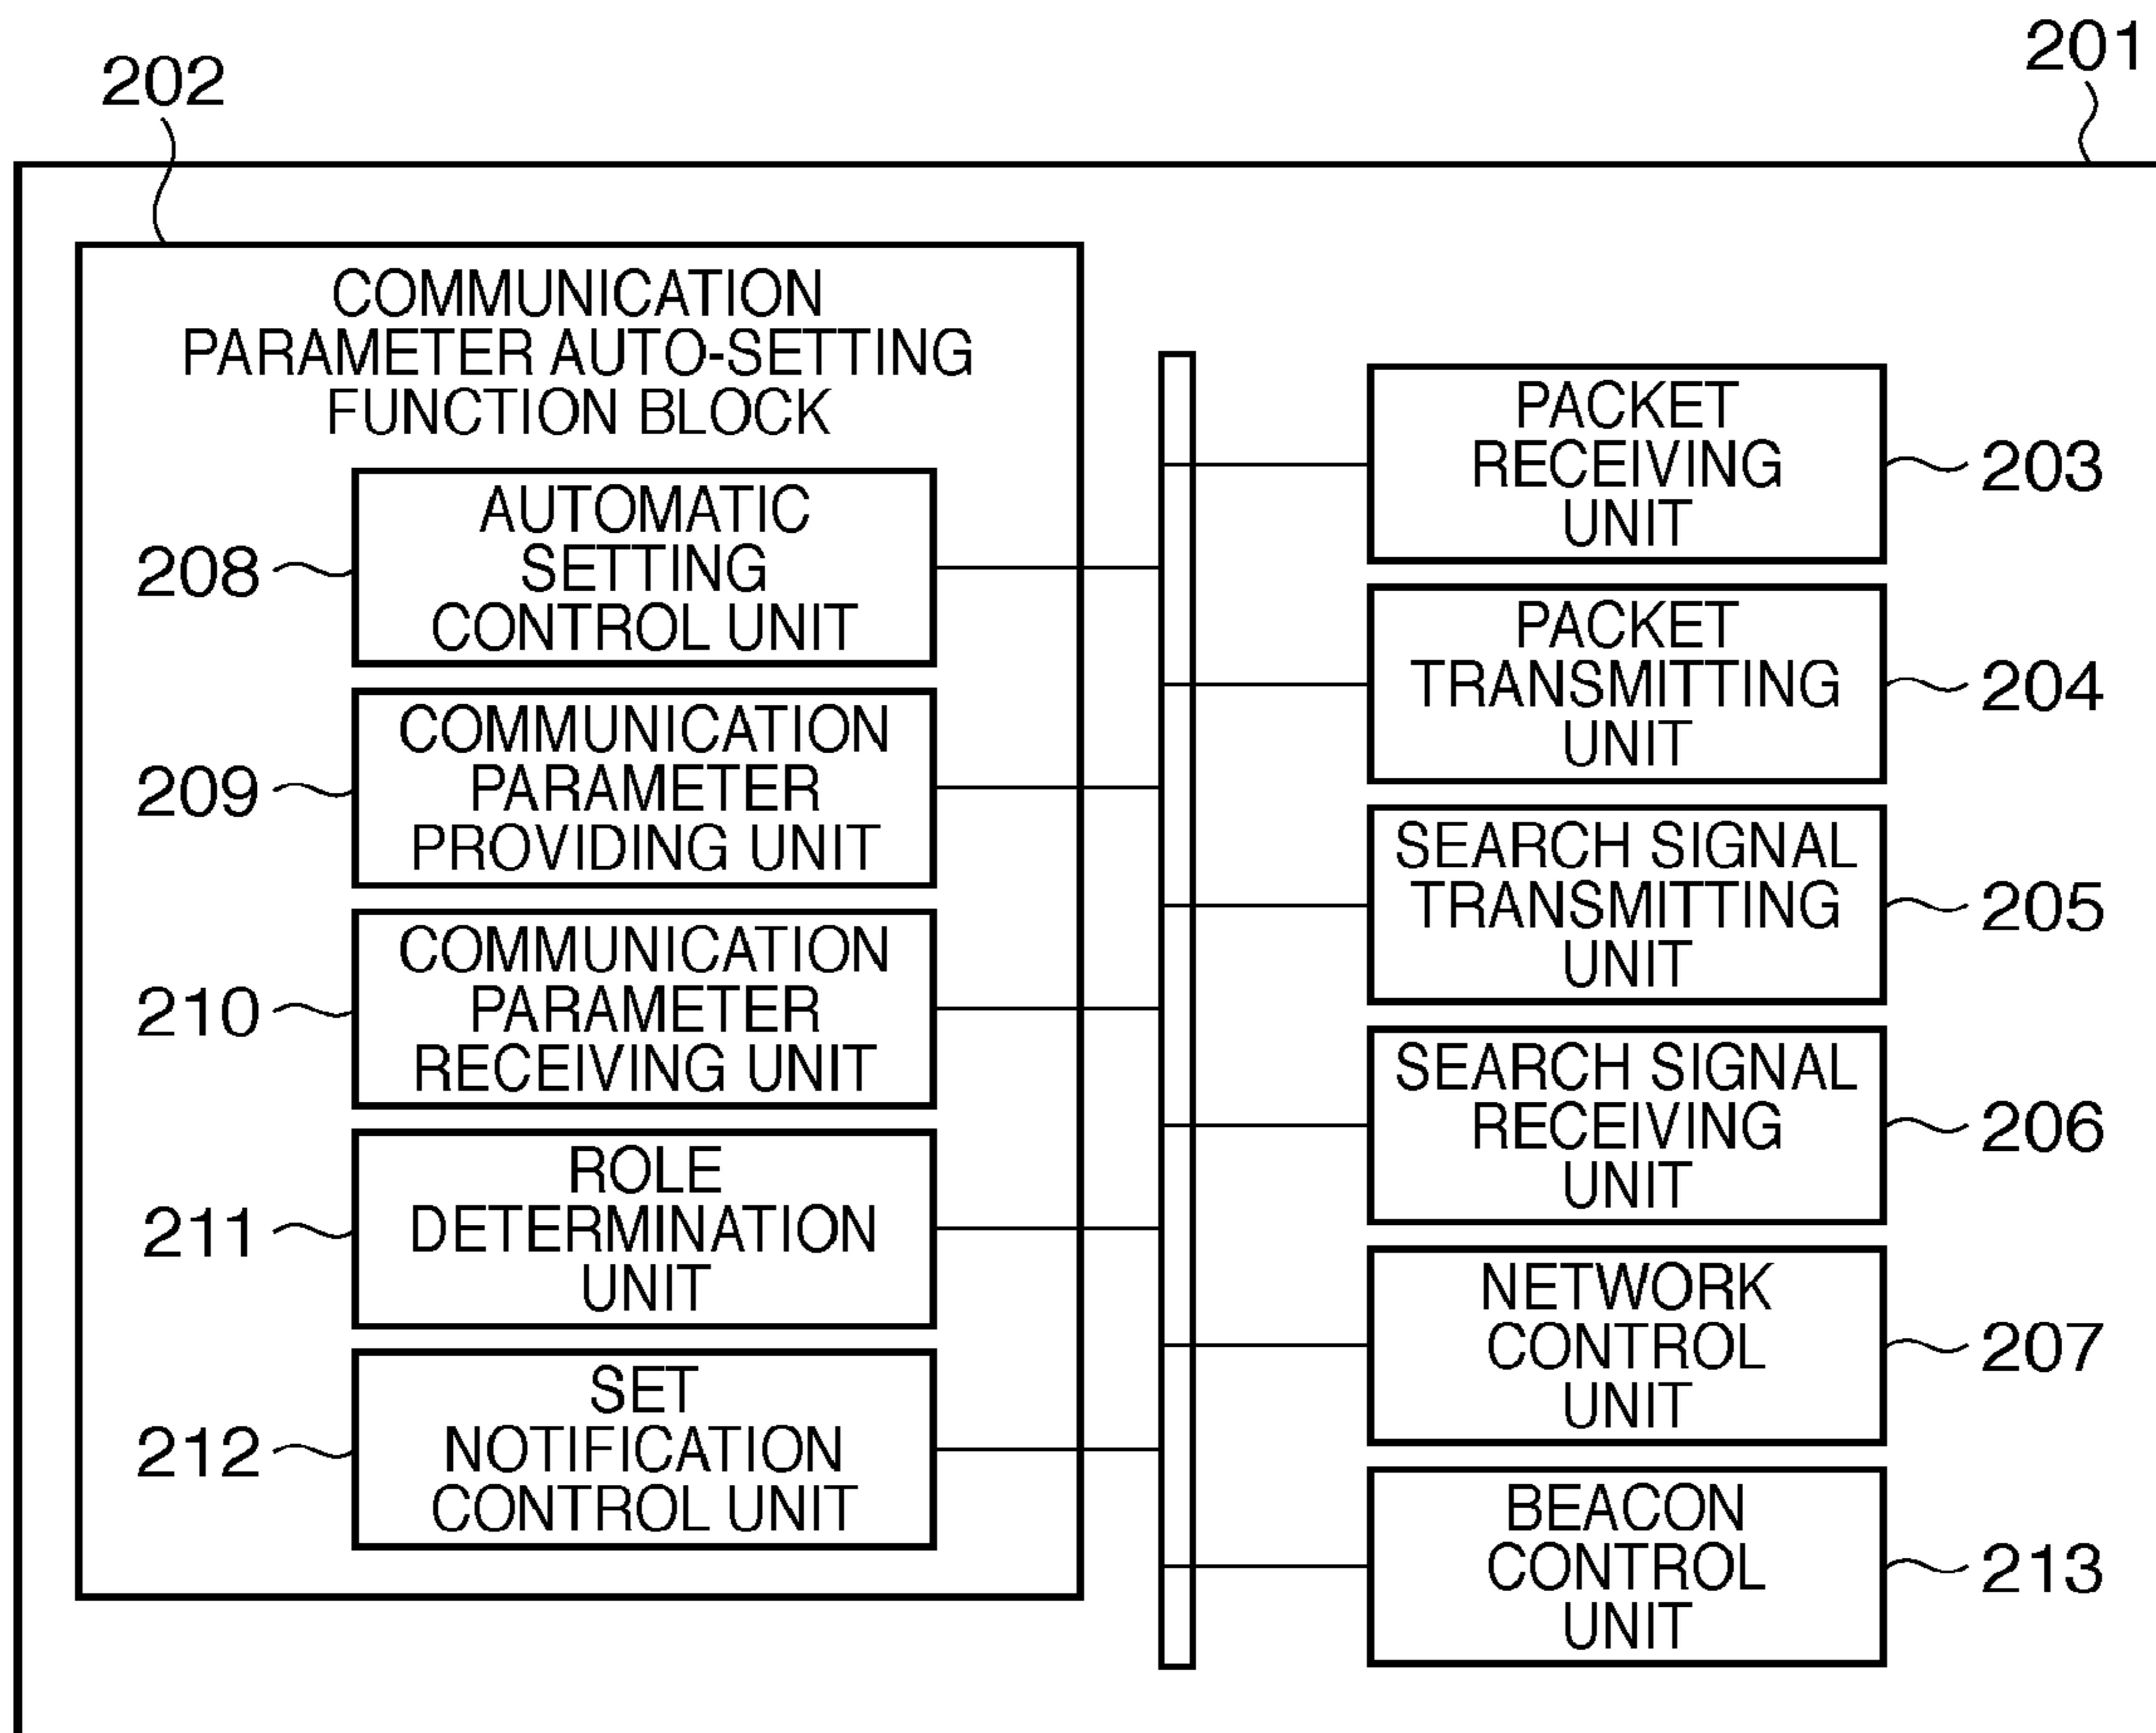 201
202
COMMUNICATION
PARAMETER AUTO-SETTING
FUNCTION BLOCK
208
AUTOMATIC
SETTING
CONTROL UNIT
209
COMMUNICATION
PARAMETER
PROVIDING UNIT
210
COMMUNICATION
PARAMETER
RECEIVING UNIT
211
ROLE
DETERMINATION
UNIT
212
SET
NOTIFICATION
CONTROL UNIT
PACKET
RECEIVING
UNIT
203
PACKET
TRANSMITTING
UNIT
204
SEARCH SIGNAL
TRANSMITTING
UNIT
205
SEARCH SIGNAL
RECEIVING
UNIT
206
NETWORK
CONTROL
UNIT
207
BEACON
CONTROL
UNIT
213